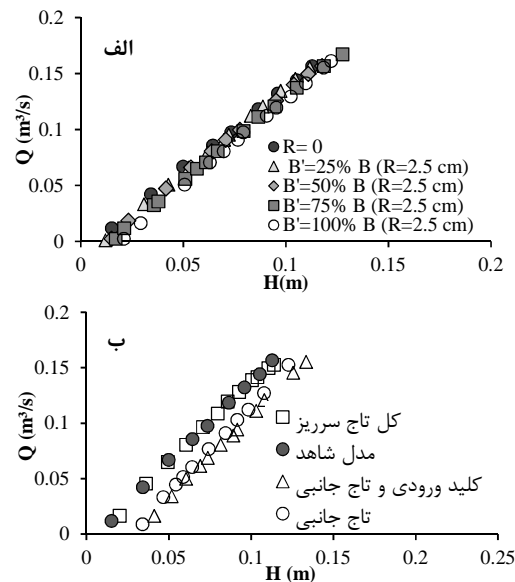 الف
0.2
0.15
0.1
0.05
0
Q (m³/s)
R= 0
B'=25% B (R=2.5 cm)
B'=50% B (R=2.5 cm)
B'=75% B (R=2.5 cm)
B'=100% B (R=2.5 cm)
0 0.05 0.1 0.15 0.2
H(m)
ب
0.2
0.15
0.1
0.05
0
Q (m³/s)
کل تاج سرریز
مدل شاهد
کلید ورودی و تاج جانبی
تاج جانبی
0 0.05 0.1 0.15 0.2
H (m)